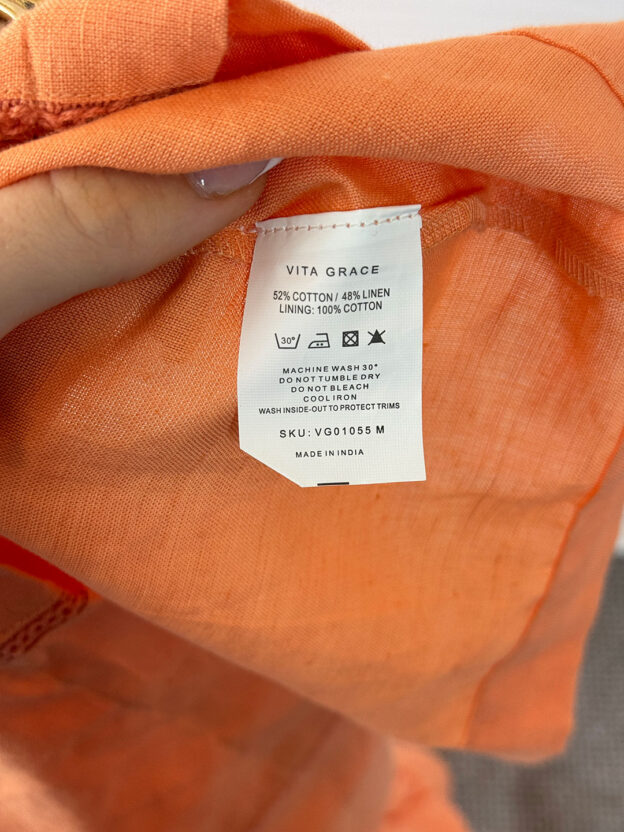 VITA GRACE
52% COTTON / 48% LINEN
LINING: 100% COTTON
30°
MACHINE WASH 30°
DO NOT TUMBLE DRY
DO NOT BLEACH
COOL IRON
WASH INSIDE-OUT TO PROTECT TRIMS
SKU: VG01055 M
MADE IN INDIA